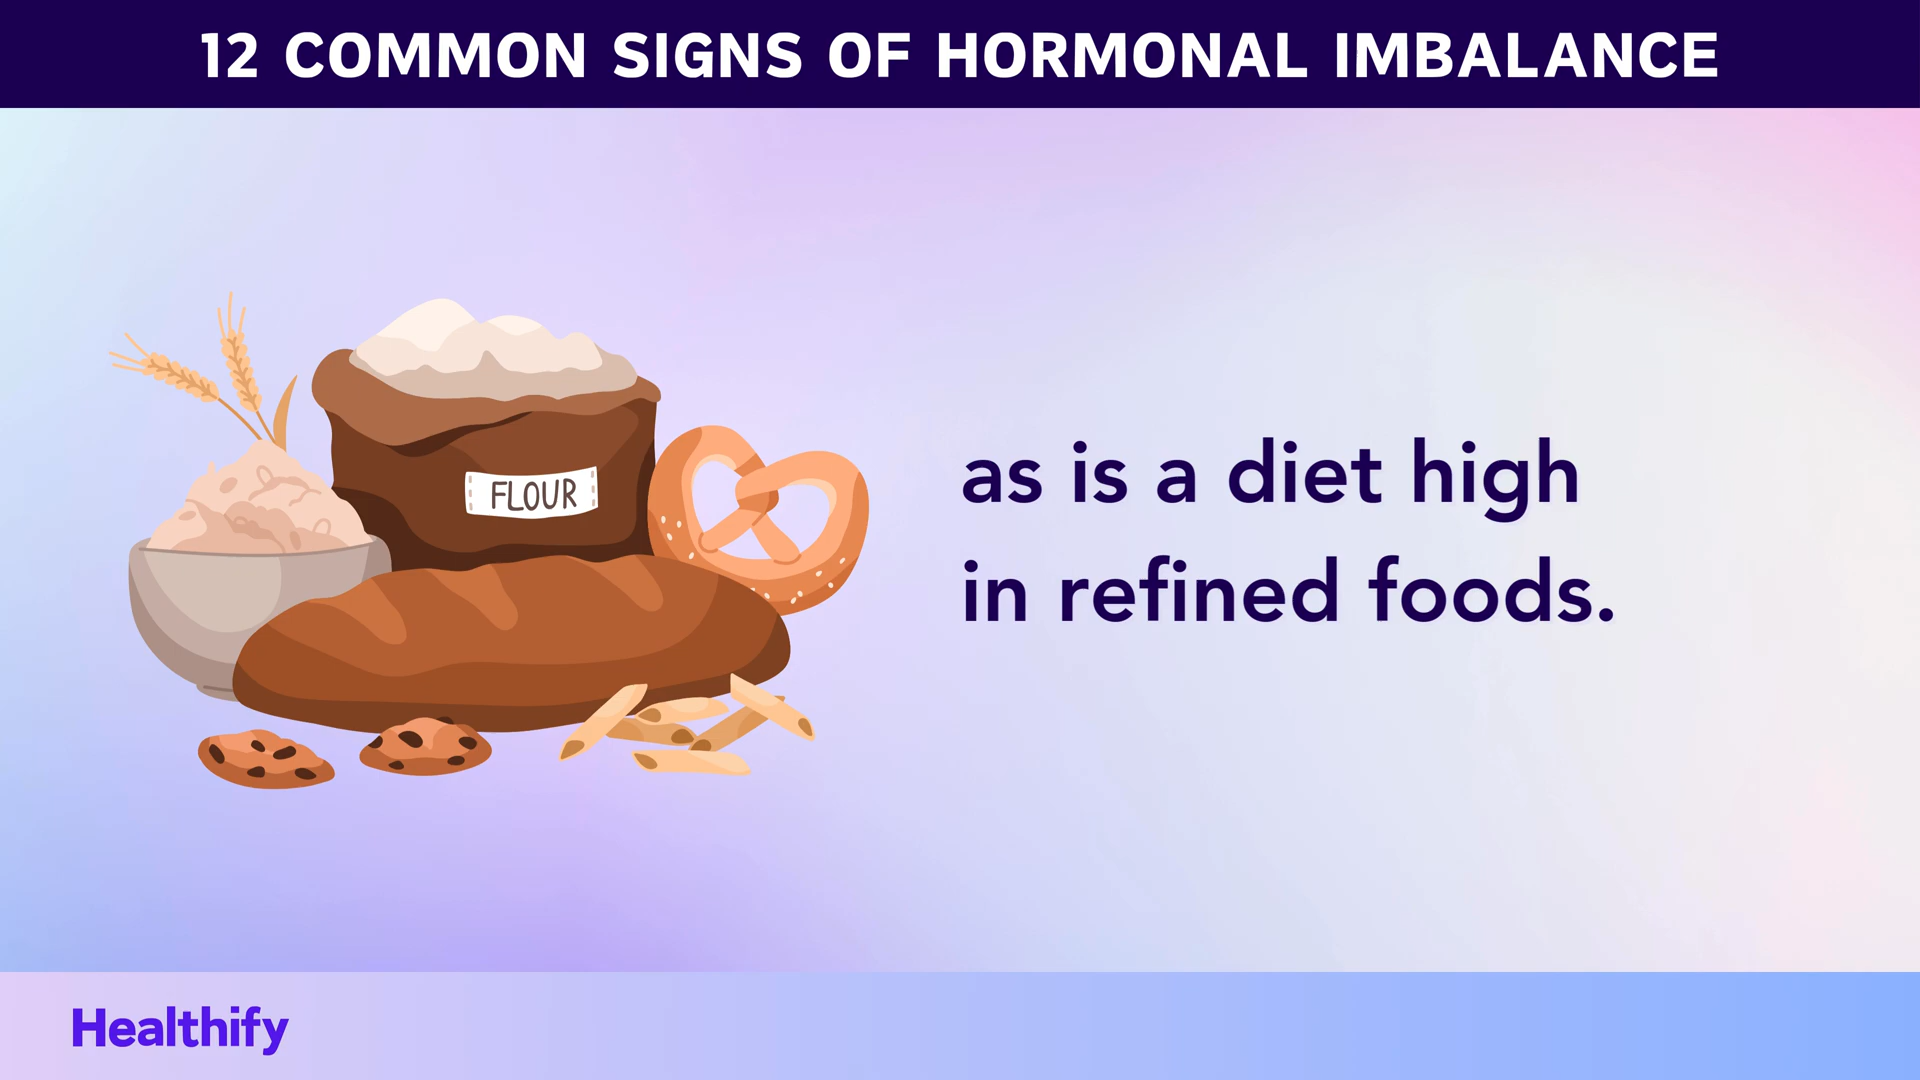 12 COMMON SIGNS OF HORMONAL IMBALANCE
FLOUR
as is a diet high
in refined foods.
Healthify